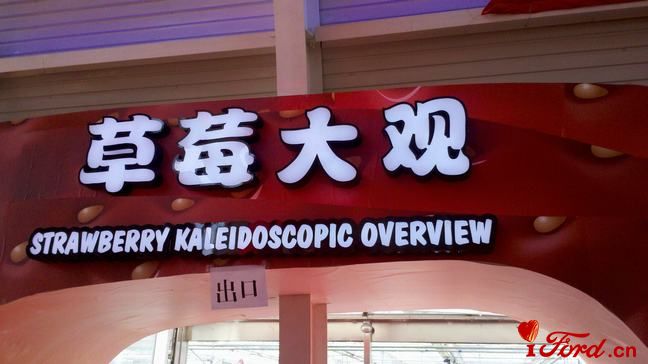 草莓大观
STRAWBERRY KALEIDOSCOPIC OVERVIEW
出口
iFord.cn